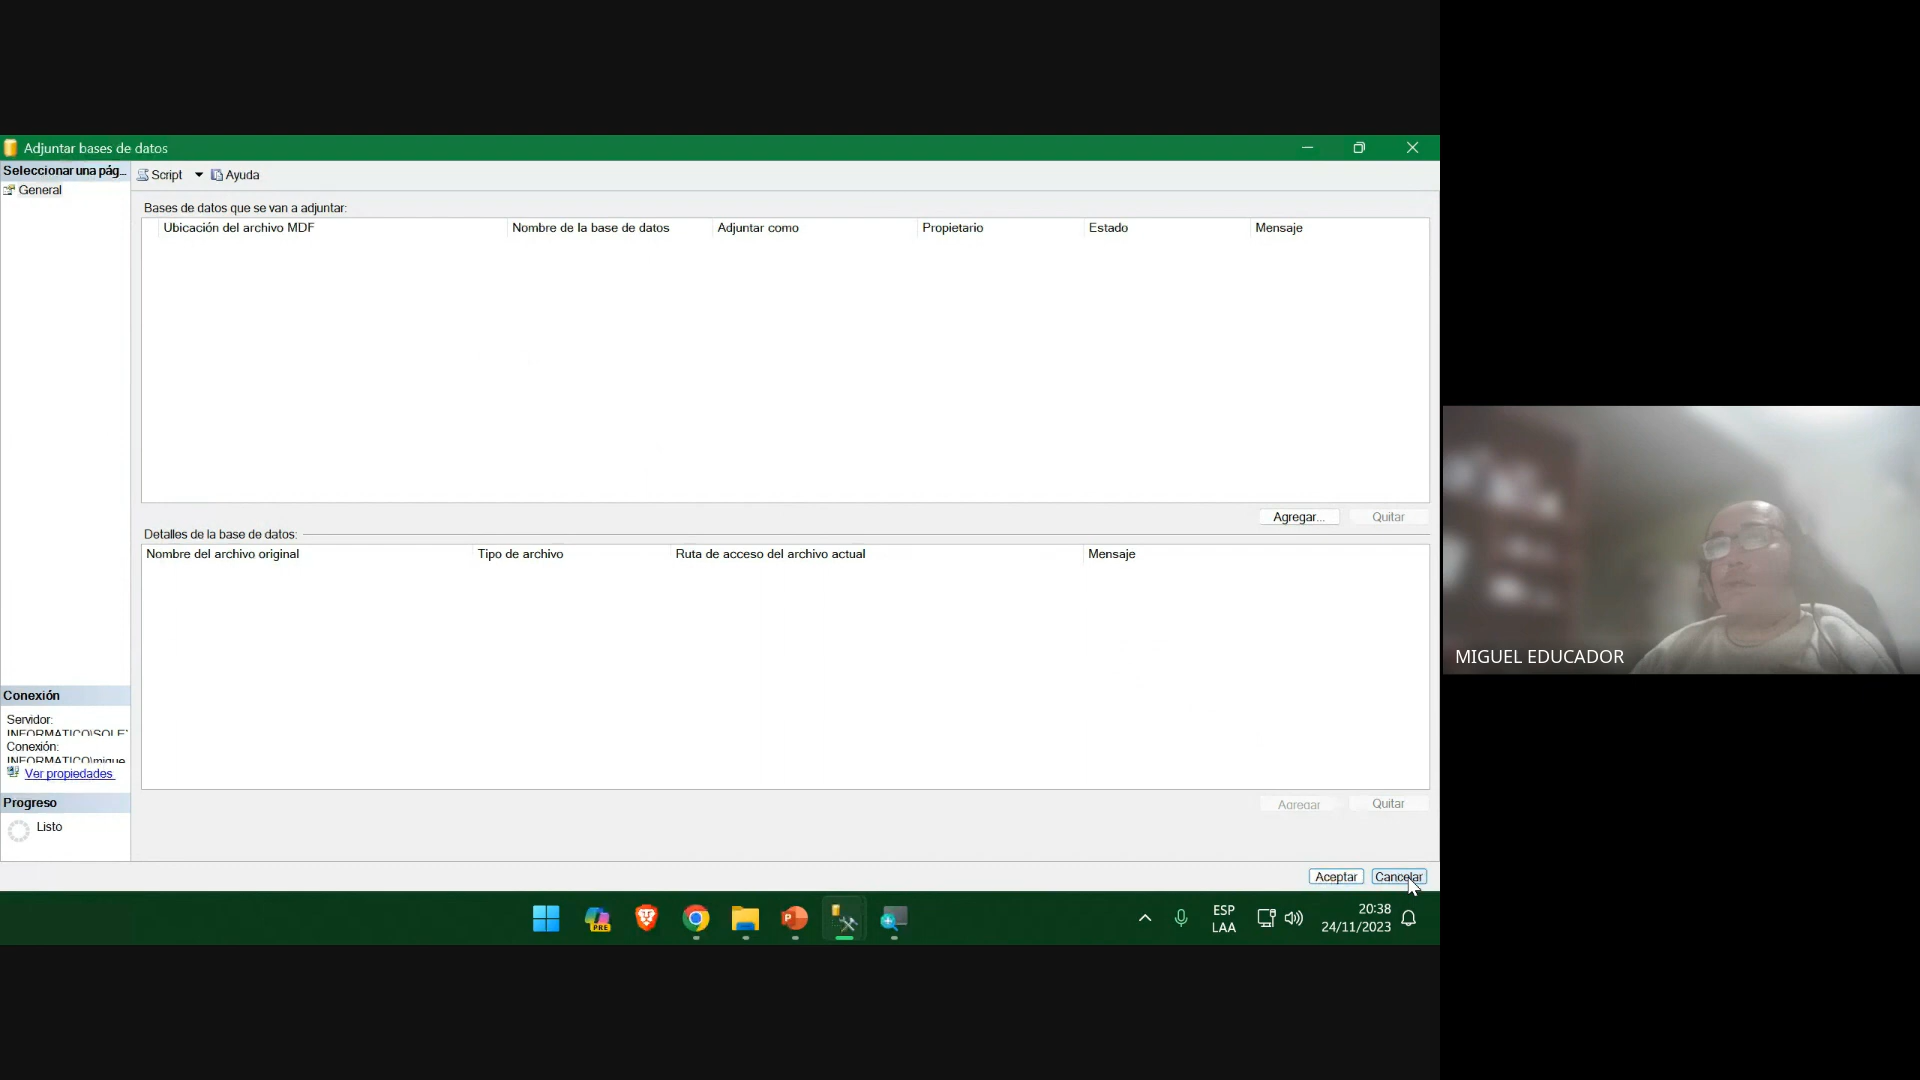 Adjuntar bases de datos
Seleccionar una pág...
General
Script
Ayuda
Bases de datos que se van a adjuntar:
Ubicación del archivo MDF
Nombre de la base de datos
Adjuntar como
Propietario
Estado
Mensaje
Agregar...
Quitar
Detalles de la base de datos:
Nombre del archivo original
Tipo de archivo
Ruta de acceso del archivo actual
Mensaje
Conexión
Servidor:
Conexión:
Ver propiedades
Progreso
Listo
Agregar
Quitar
Aceptar
Cancelar
PRE
ESP
LAA
20:38
24/11/2023
MIGUEL EDUCADOR